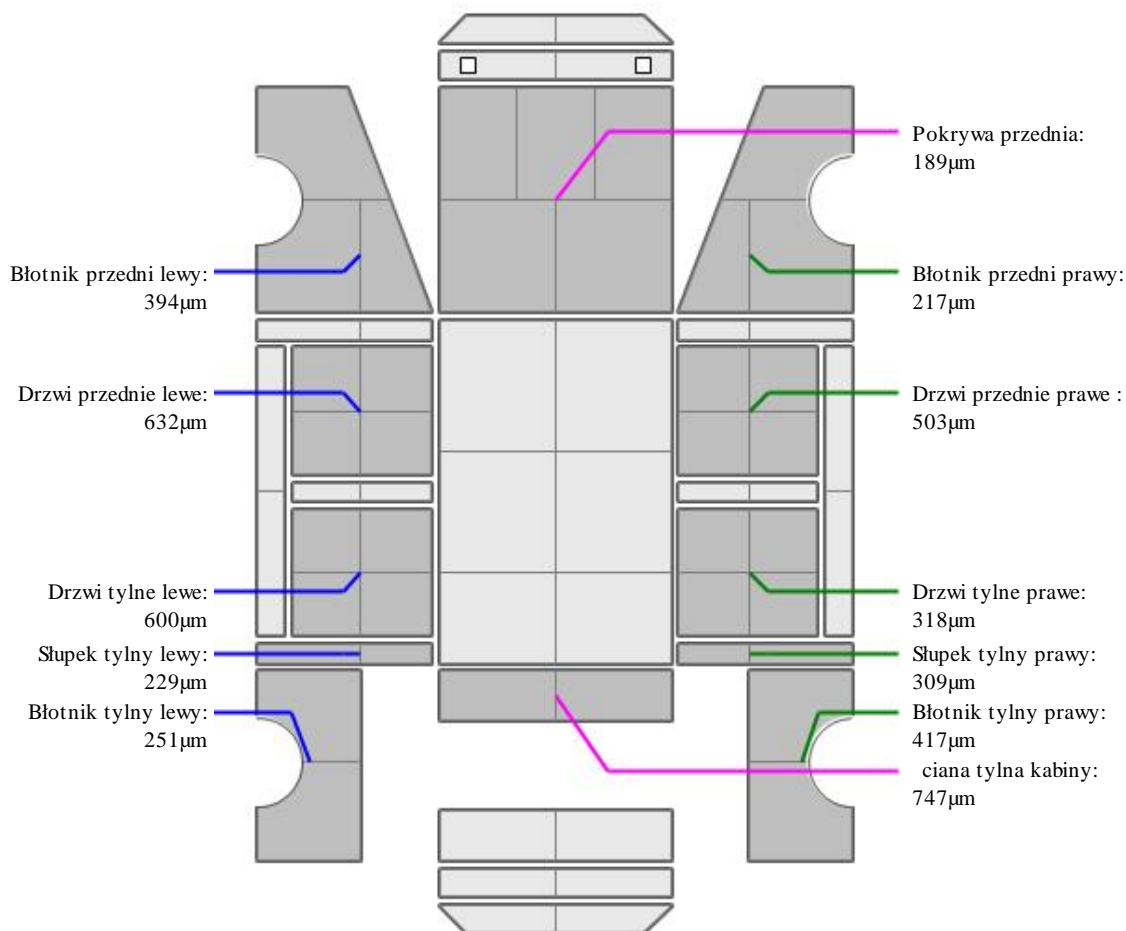 Pokrywa przednia:
189µm
Błotnik przedni lewy:
394µm
Błotnik przedni prawy:
217µm
Drzwi przednie lewe:
632µm
Drzwi przednie prawe :
503µm
Drzwi tylne lewe:
600µm
Drzwi tylne prawe:
318µm
Słupek tylny lewy:
229µm
Słupek tylny prawy:
309µm
Błotnik tylny lewy:
251µm
Błotnik tylny prawy:
417µm
ciana tylna kabiny:
747µm